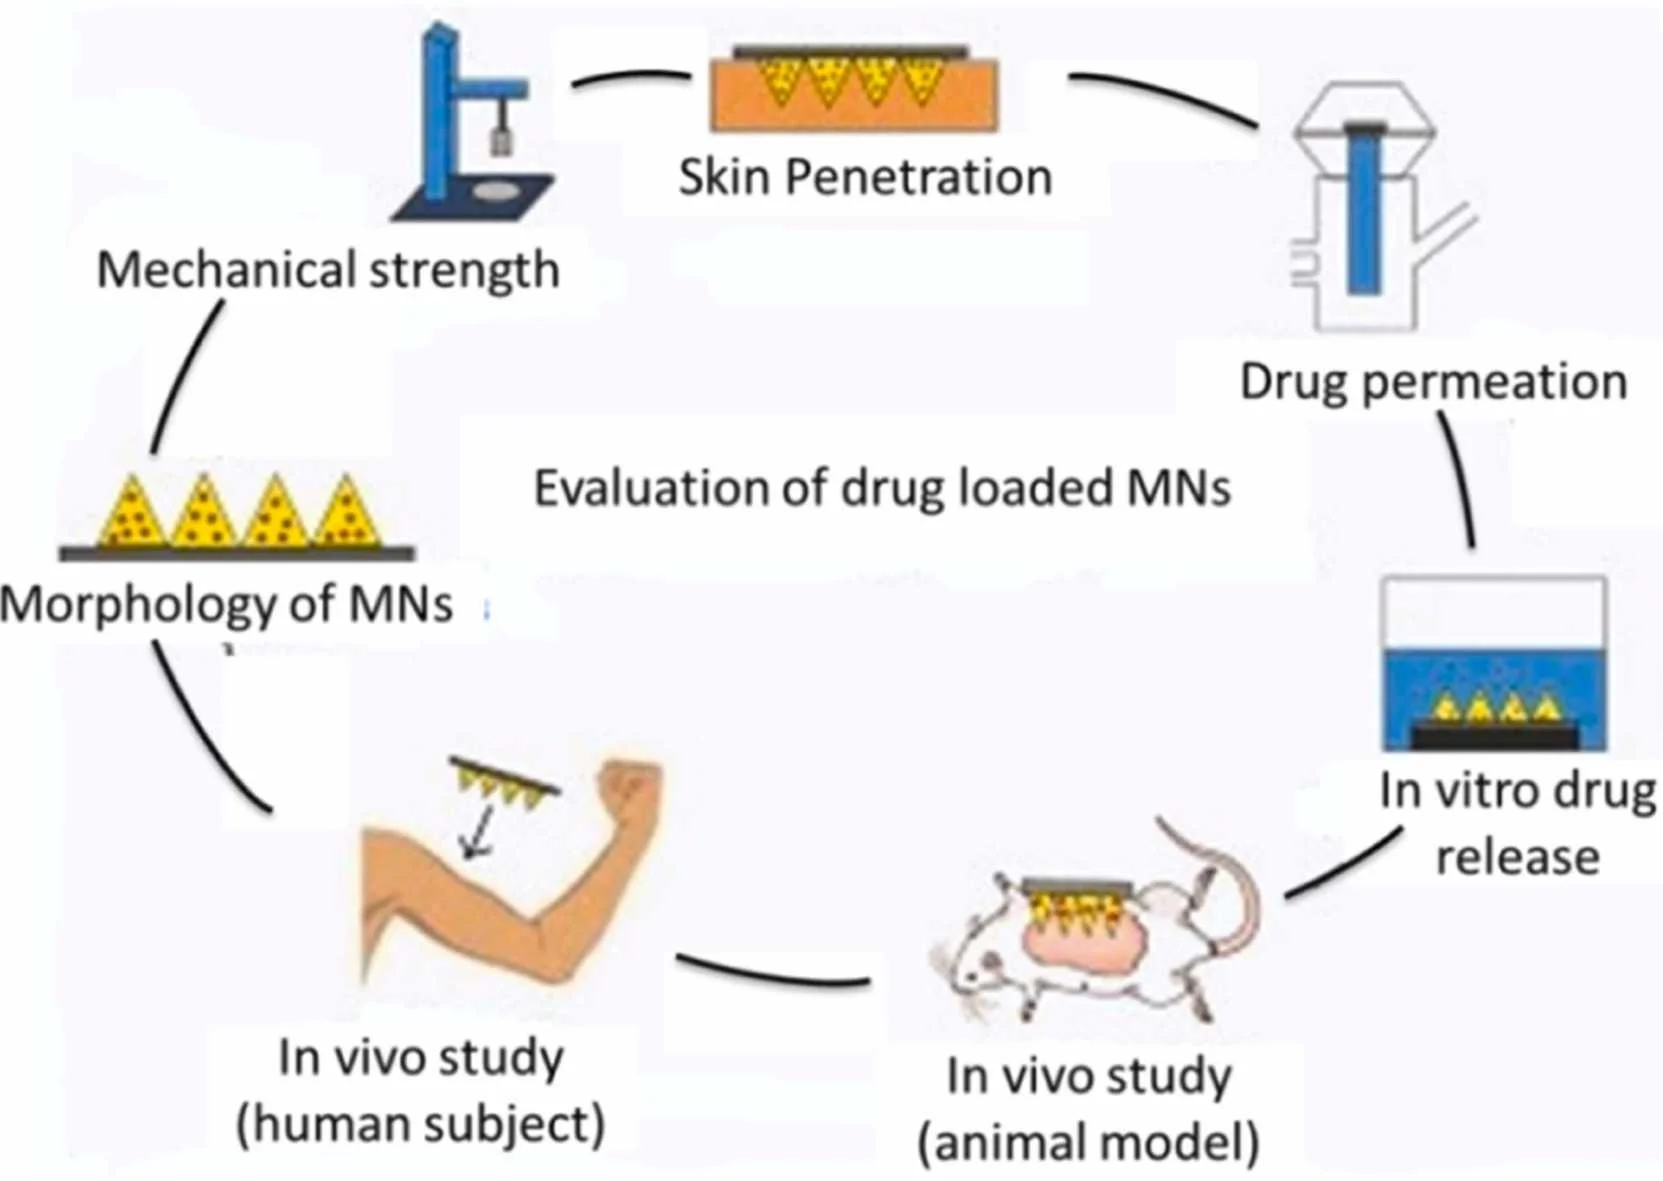 Skin Penetration
Mechanical strength
Drug permeation
Evaluation of drug loaded MNs
Morphology of MNs
In vitro drug
release
In vivo study
(human subject)
In vivo study
(animal model)